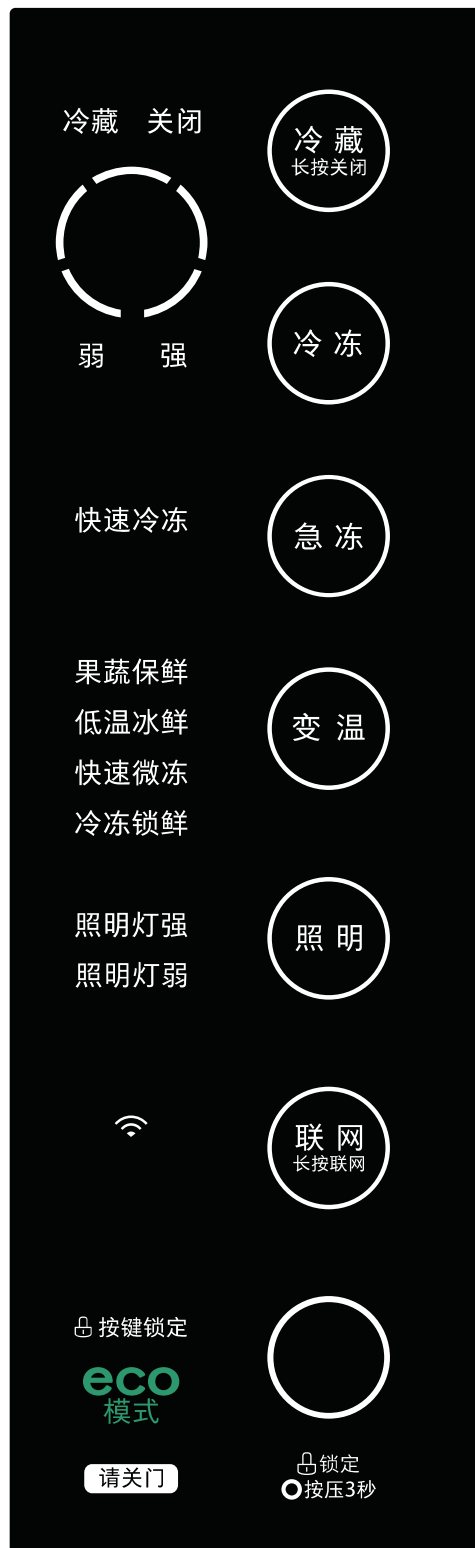 冷藏 关闭
冷藏
长按关闭
弱 强
冷冻
快速冷冻
急冻
果蔬保鲜
低温冰鲜
快速微冻
冷冻锁鲜
变温
照明灯强
照明灯弱
照明
联网
长按联网
按键锁定
eco
模式
请关门
锁定
按压3秒